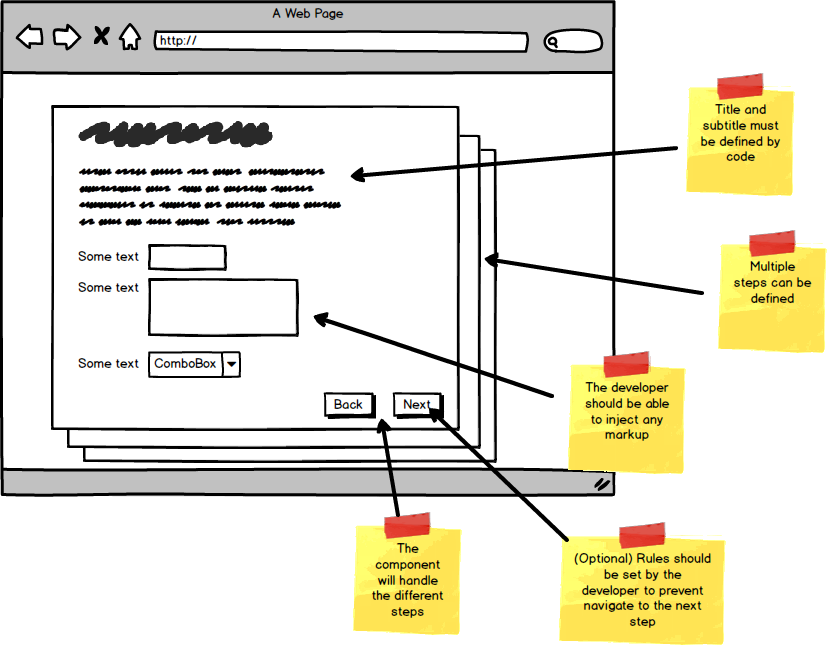 A Web Page
http://
Title and
subtitle must
be defined by
code
Some text
Some text
Multiple
steps can be
defined
Some text
ComboBox
Back
Next
The developer
should be able
to inject any
markup
The
component
will handle
the different
steps
(Optional) Rules should
be set by the
developer to prevent
navigate to the next
step